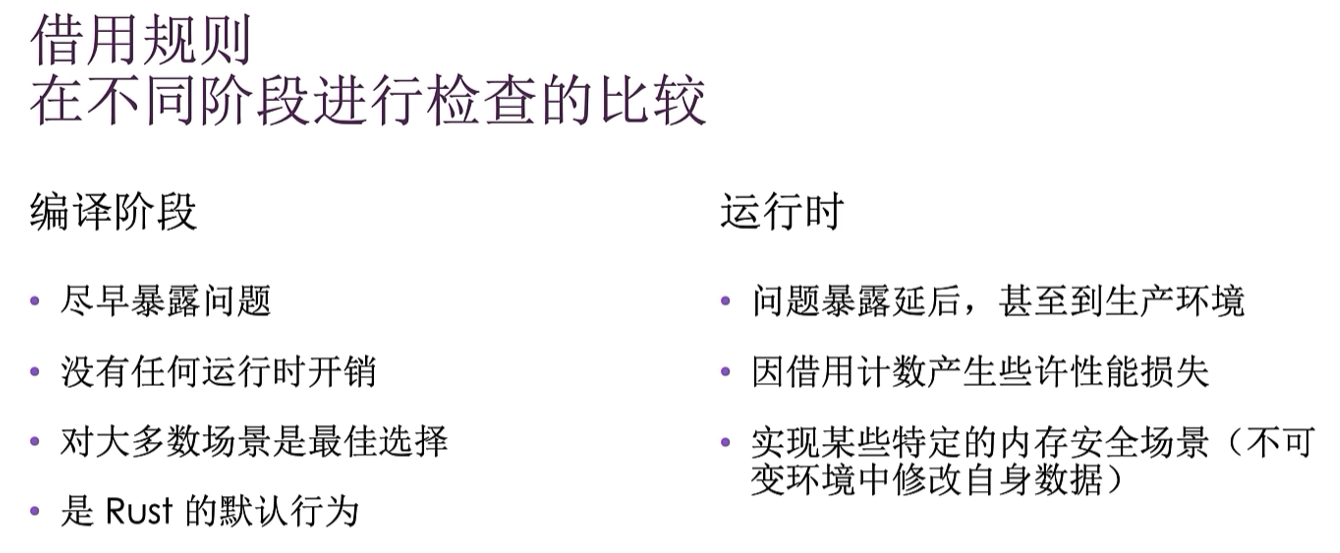 借用规则
在不同阶段进行检查的比较
编译阶段
• 尽早暴露问题
• 没有任何运行时开销
• 对大多数场景是最佳选择
• 是 Rust 的默认行为
运行时
• 问题暴露延后，甚至到生产环境
• 因借用计数产生些许性能损失
• 实现某些特定的内存安全场景（不可
变环境中修改自身数据）